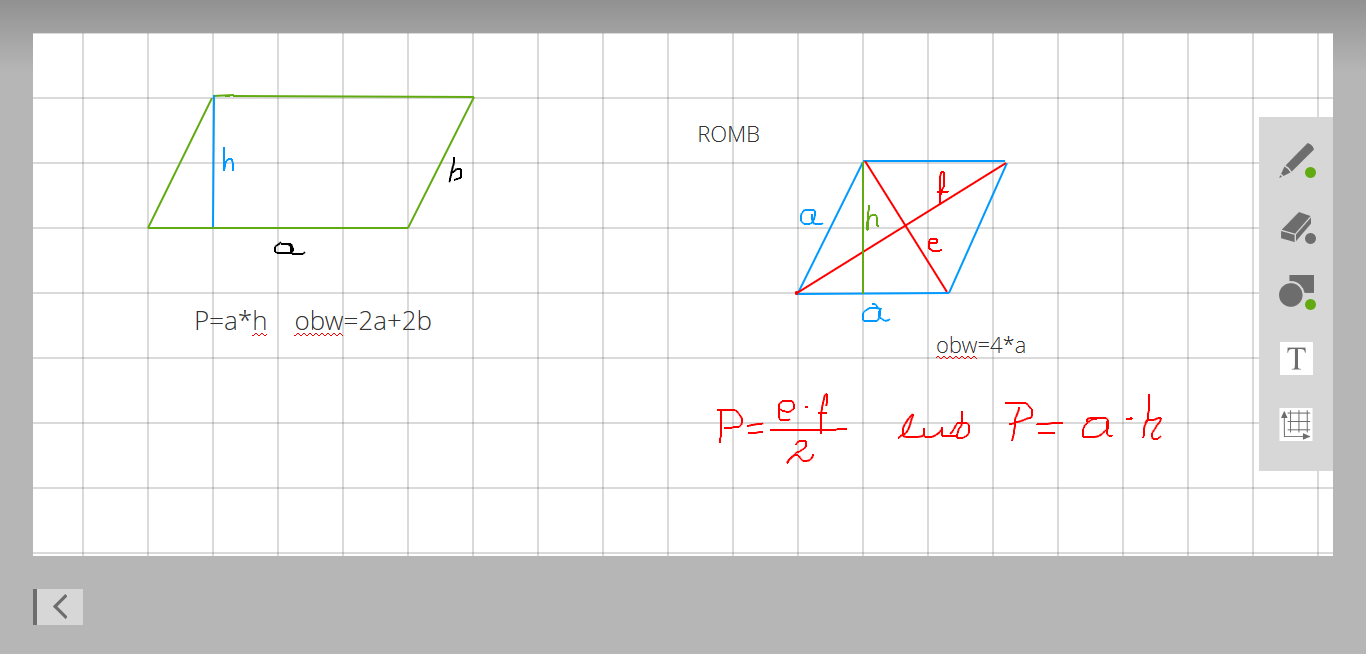 h
b
a
P=a*h obw=2a+2b
ROMB
f
a
h
e
a
obw=4*a
P=e·f/2 lub P=a·h
T